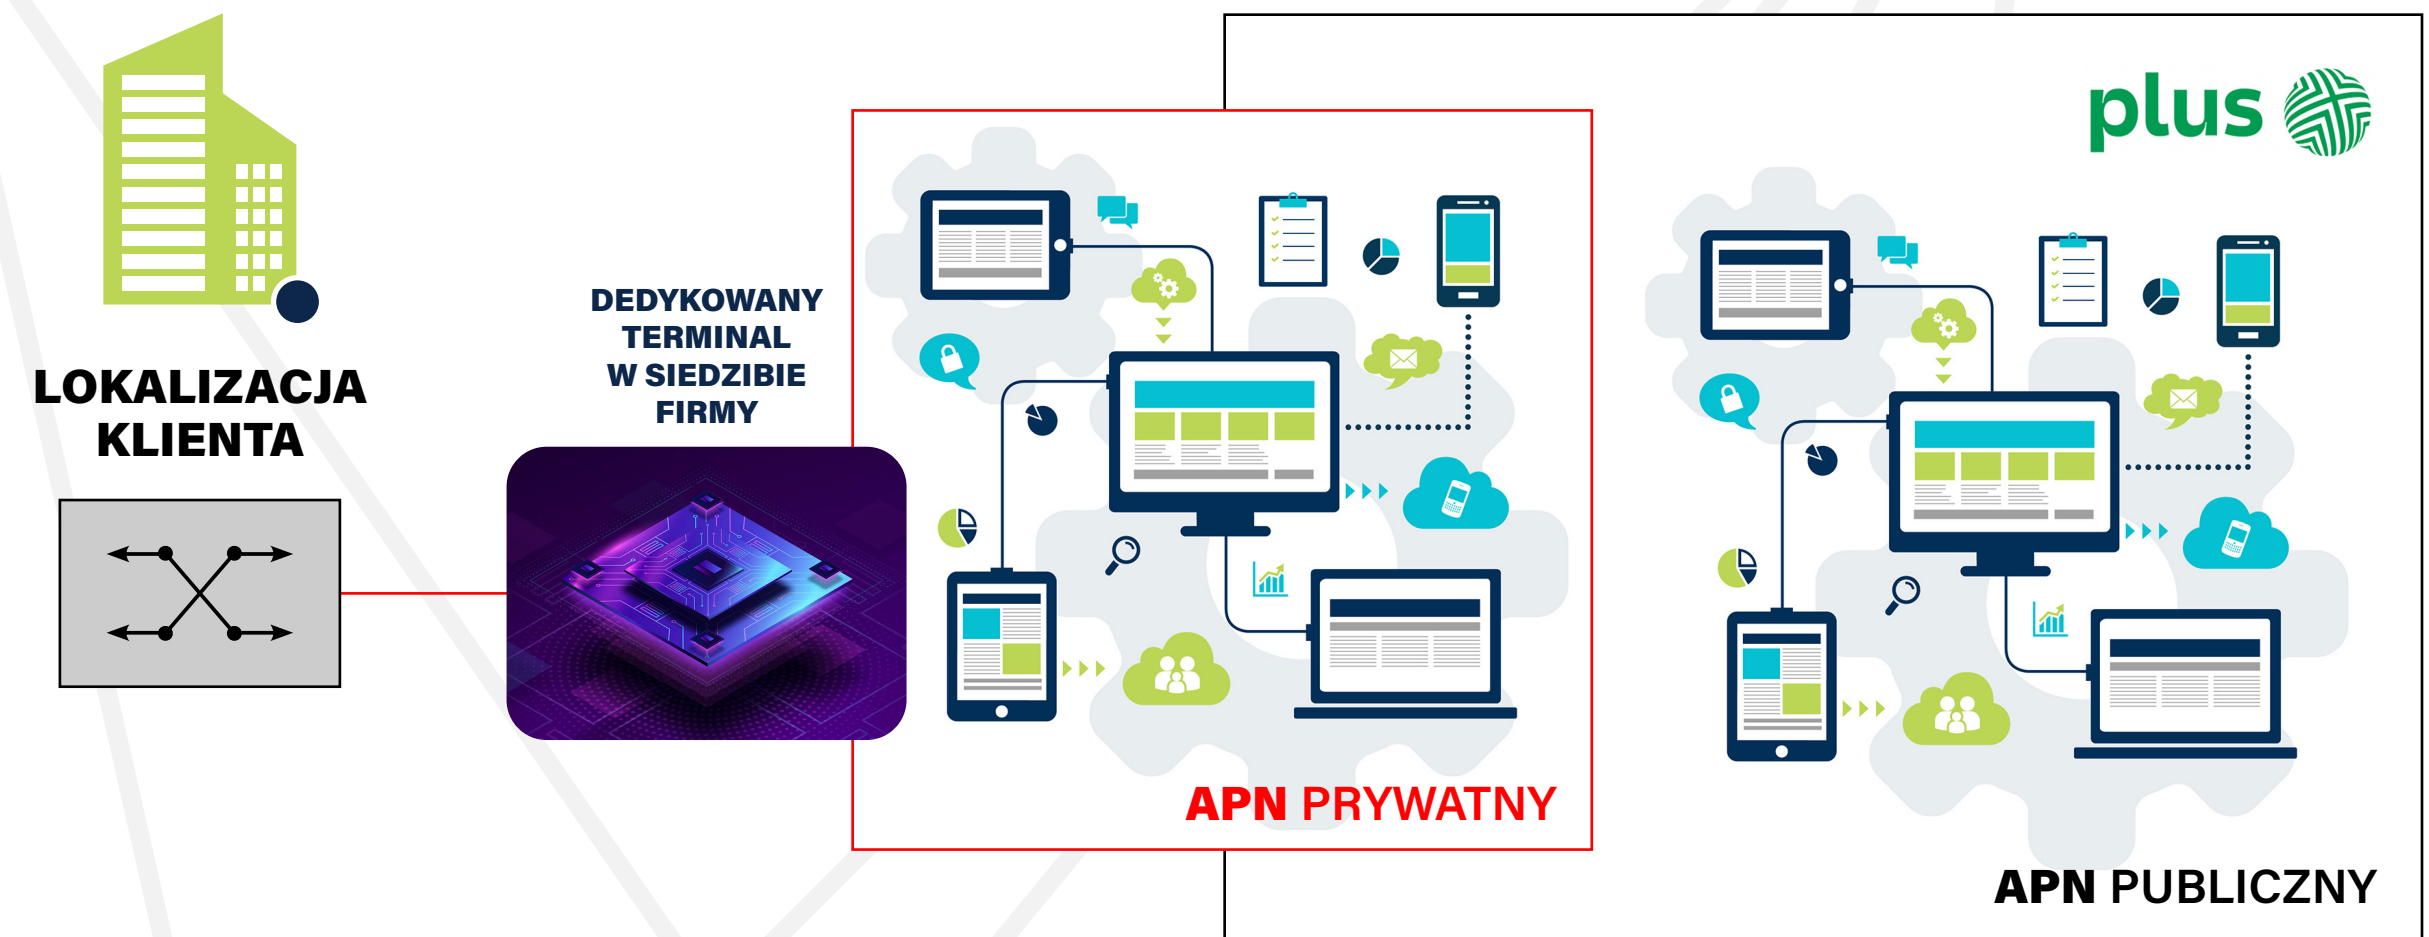 plus
LOKALIZACJA
KLIENTA
DEDYKOWANY
TERMINAL
W SIEDZIBIE
FIRMY
APN PRYWATNY
APN PUBLICZNY